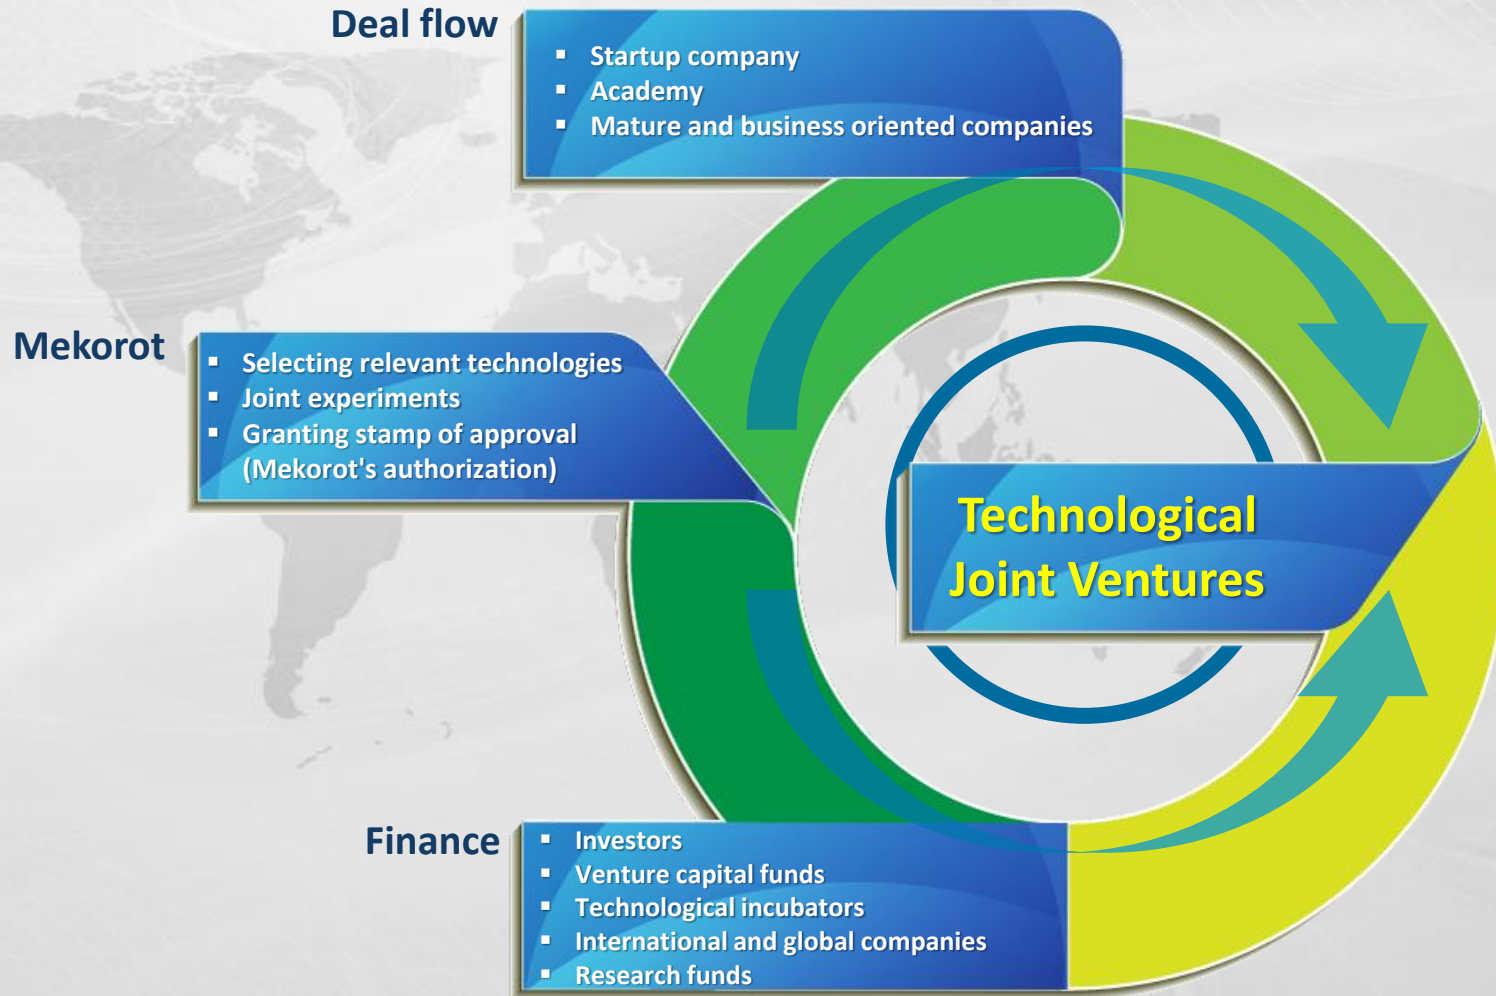 Deal flow
▪ Startup company
▪ Academy
▪ Mature and business oriented companies
Mekorot
▪ Selecting relevant technologies
▪ Joint experiments
▪ Granting stamp of approval
(Mekorot's authorization)
Technological
Joint Ventures
Finance
▪ Investors
▪ Venture capital funds
▪ Technological incubators
▪ International and global companies
▪ Research funds